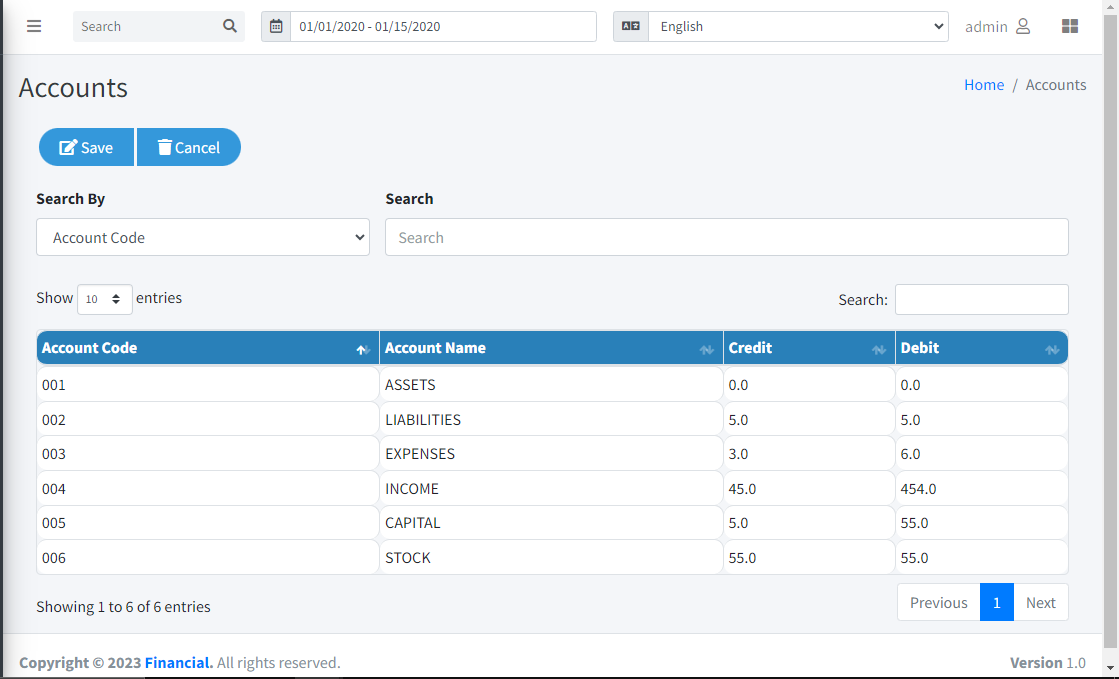 Search 01/01/2020 - 01/15/2020 English admin
Accounts Home / Accounts
Save Cancel
Search By Search
Account Code Search
Show 10 entries Search:
Account Code Account Name Credit Debit
001 ASSETS 0.0 0.0
002 LIABILITIES 5.0 5.0
003 EXPENSES 3.0 6.0
004 INCOME 45.0 454.0
005 CAPITAL 5.0 55.0
006 STOCK 55.0 55.0
Showing 1 to 6 of 6 entries Previous 1 Next
Copyright © 2023 Financial. All rights reserved. Version 1.0